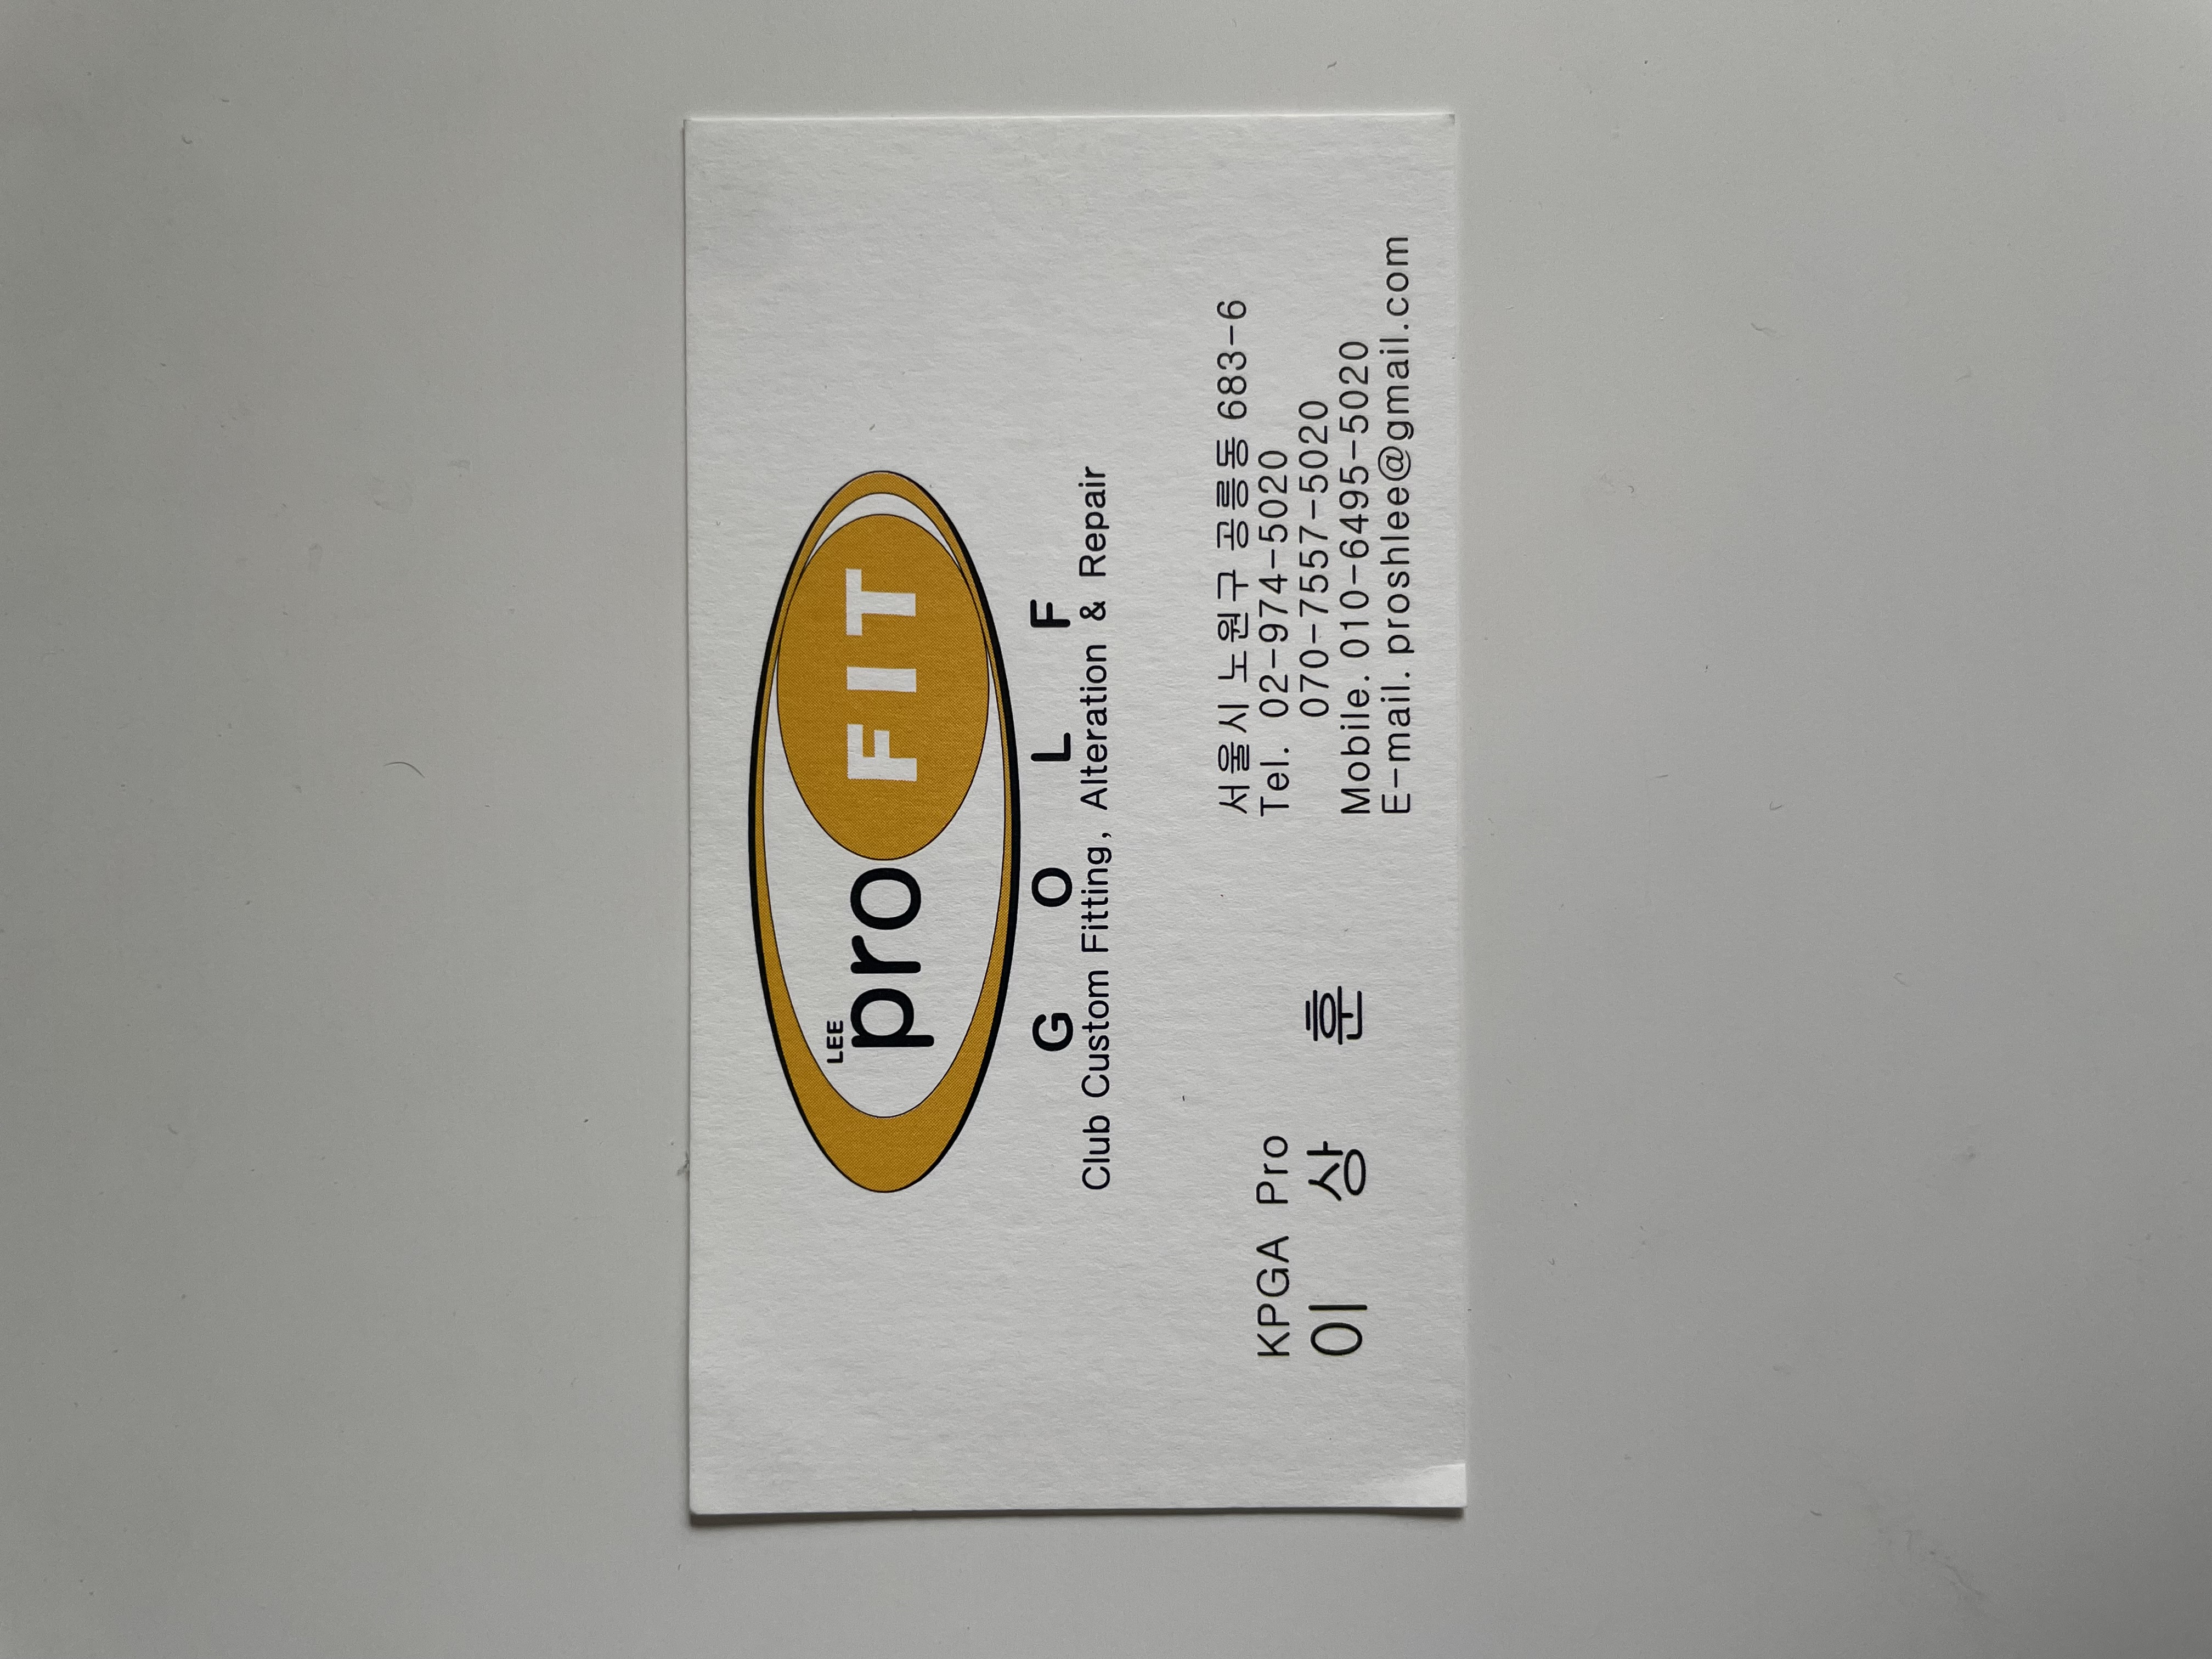 LEE
pro FIT
G O L F
Club Custom Fitting, Alteration & Repair
KPGA Pro
이 상 훈
서울시 노원구 공릉동 683-6
Tel. 02-974-5020
070-7557-5020
Mobile. 010-6495-5020
E-mail. proshlee@gmail.com